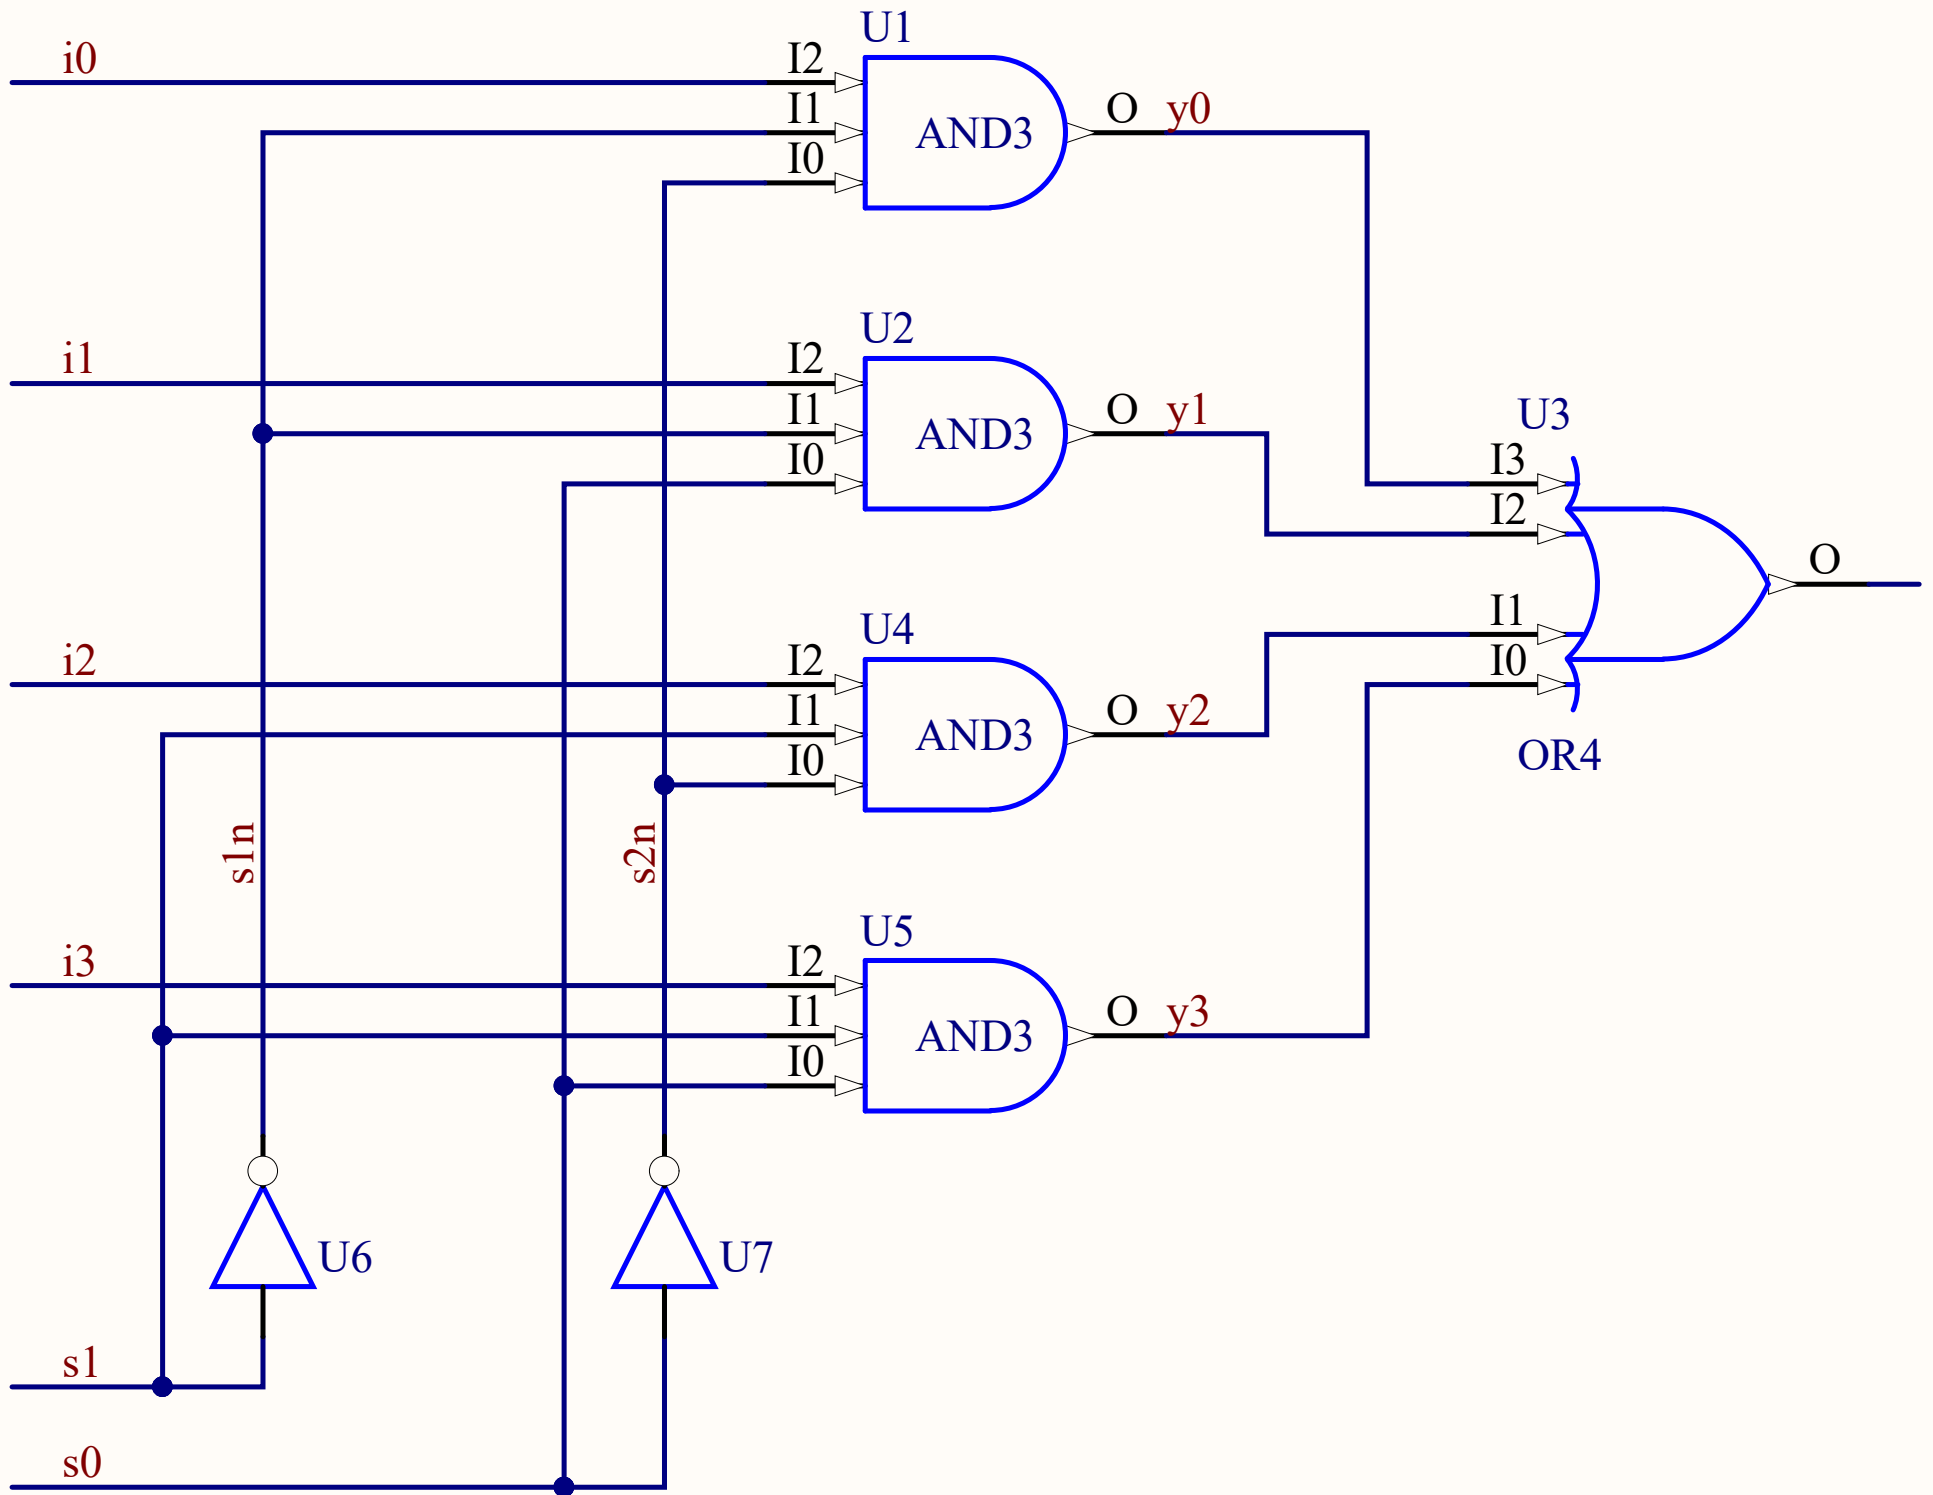 U1
i0
I2
I1
AND3
O
y0
I0
U2
i1
I2
I1
AND3
O
y1
I0
U3
I3
I2
O
I1
I0
OR4
U4
i2
I2
I1
AND3
O
y2
I0
s1n
s2n
U5
i3
I2
I1
AND3
O
y3
I0
U6
U7
s1
s0